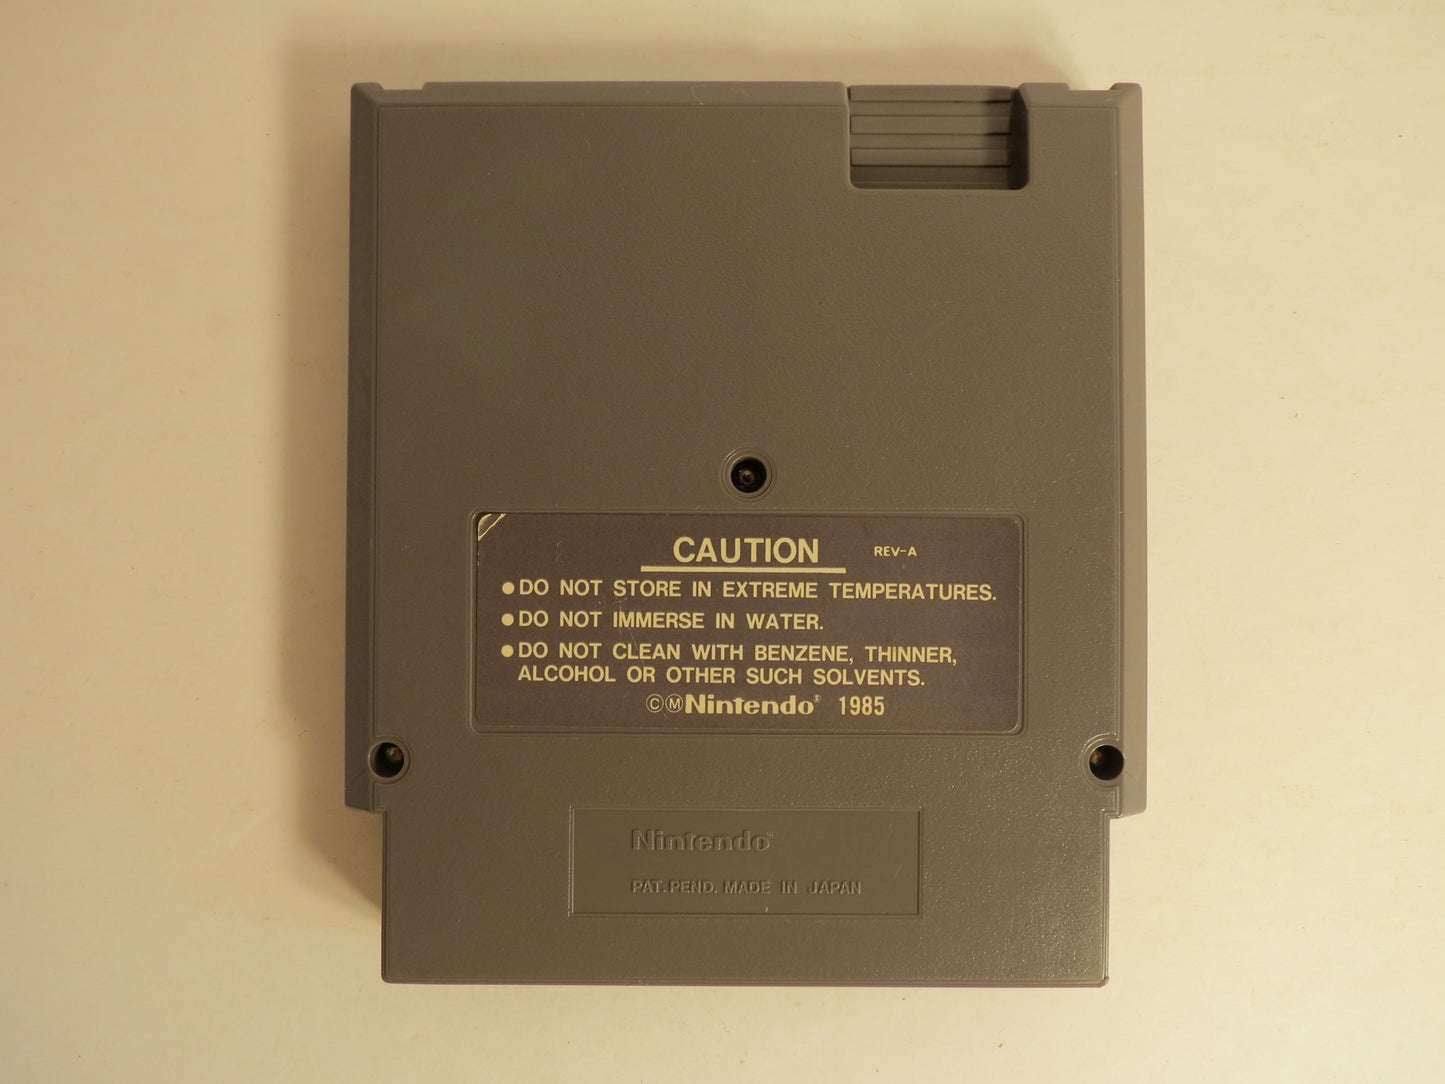 CAUTION REV-A
●DO NOT STORE IN EXTREME TEMPERATURES.
●DO NOT IMMERSE IN WATER.
●DO NOT CLEAN WITH BENZENE, THINNER,
ALCOHOL OR OTHER SUCH SOLVENTS.
ⒸⓂNintendo® 1985
Nintendo®
PAT. PEND. MADE IN JAPAN